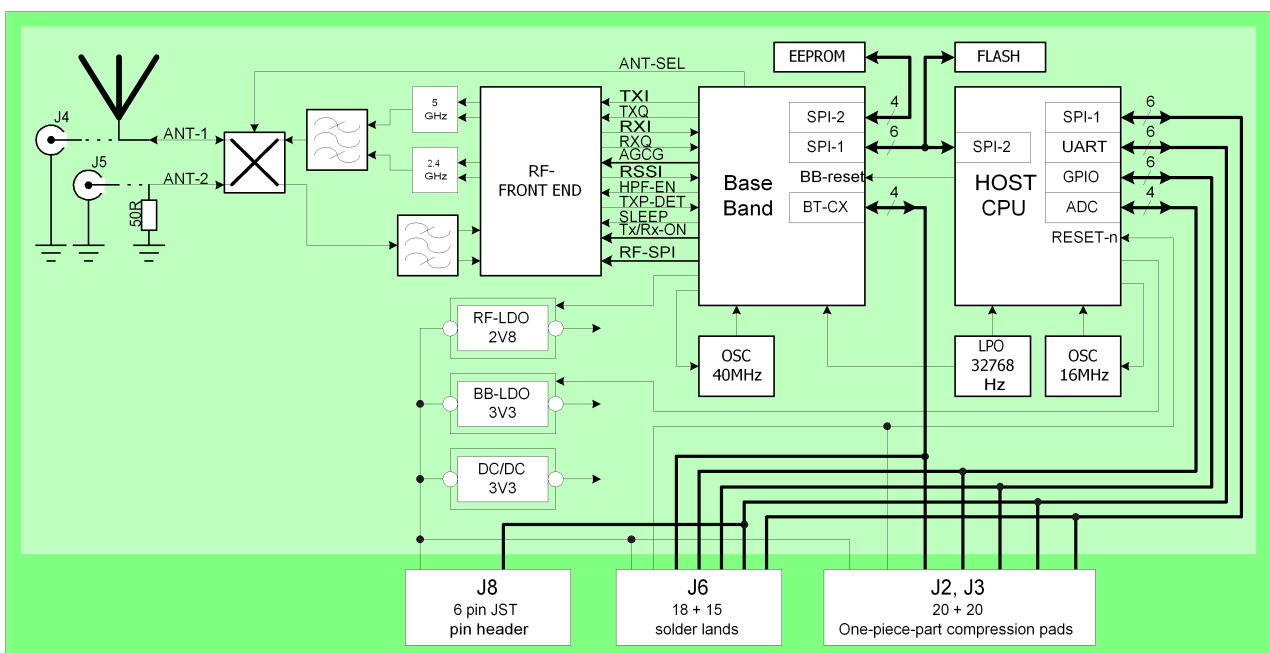 J4
J5
ANT-1
ANT-2
50R
5
GHz
2.4
GHz
ANT-SEL
RF-
FRONT END
TXI
TXQ
RXI
RXQ
AGCG
RSSI
HPF-EN
TXP-DET
SLEEP
Tx/Rx-ON
RF-SPI
Base
Band
EEPROM
FLASH
SPI-2
4
SPI-1
6
BB-reset
BT-CX
4
SPI-2
HOST
CPU
SPI-1
6
UART
6
GPIO
6
ADC
4
RESET-n
OSC
40MHz
LPO
32768
Hz
OSC
16MHz
RF-LDO
2V8
BB-LDO
3V3
DC/DC
3V3
J8
6 pin JST
pin header
J6
18 + 15
solder lands
J2, J3
20 + 20
One-piece-part compression pads